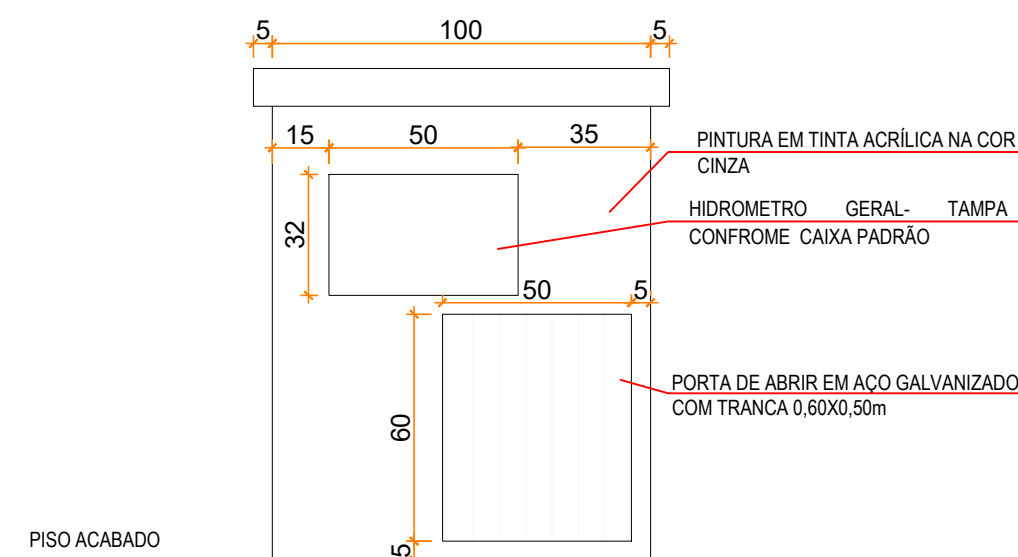 5 100 5
15 50 35
PINTURA EM TINTA ACRÍLICA NA COR
CINZA
HIDROMETRO GERAL- TAMPA
CONFROME CAIXA PADRÃO
32
50 5
PORTA DE ABRIR EM AÇO GALVANIZADO
COM TRANCA 0,60X0,50m
60
PISO ACABADO
5